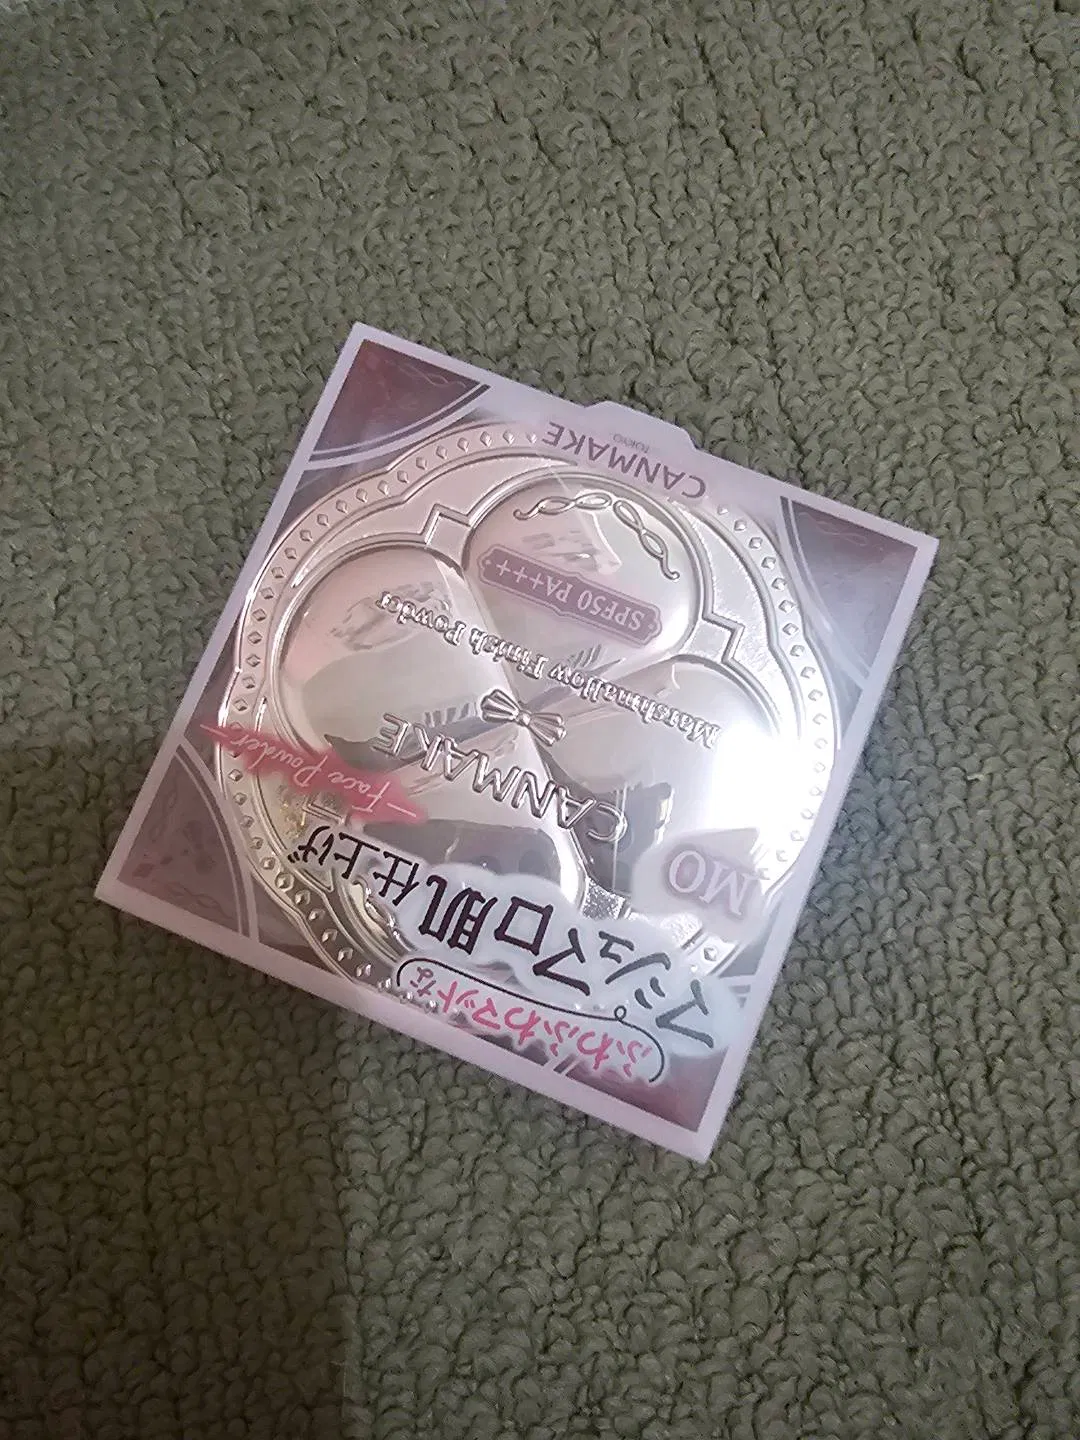 ふわふわマットな
マシュマロ肌仕上げ
MO
— Face Powder —
CANMAKE
Marshmallow Finish Powder
SPF50 PA+++
CANMAKE
TOKYO